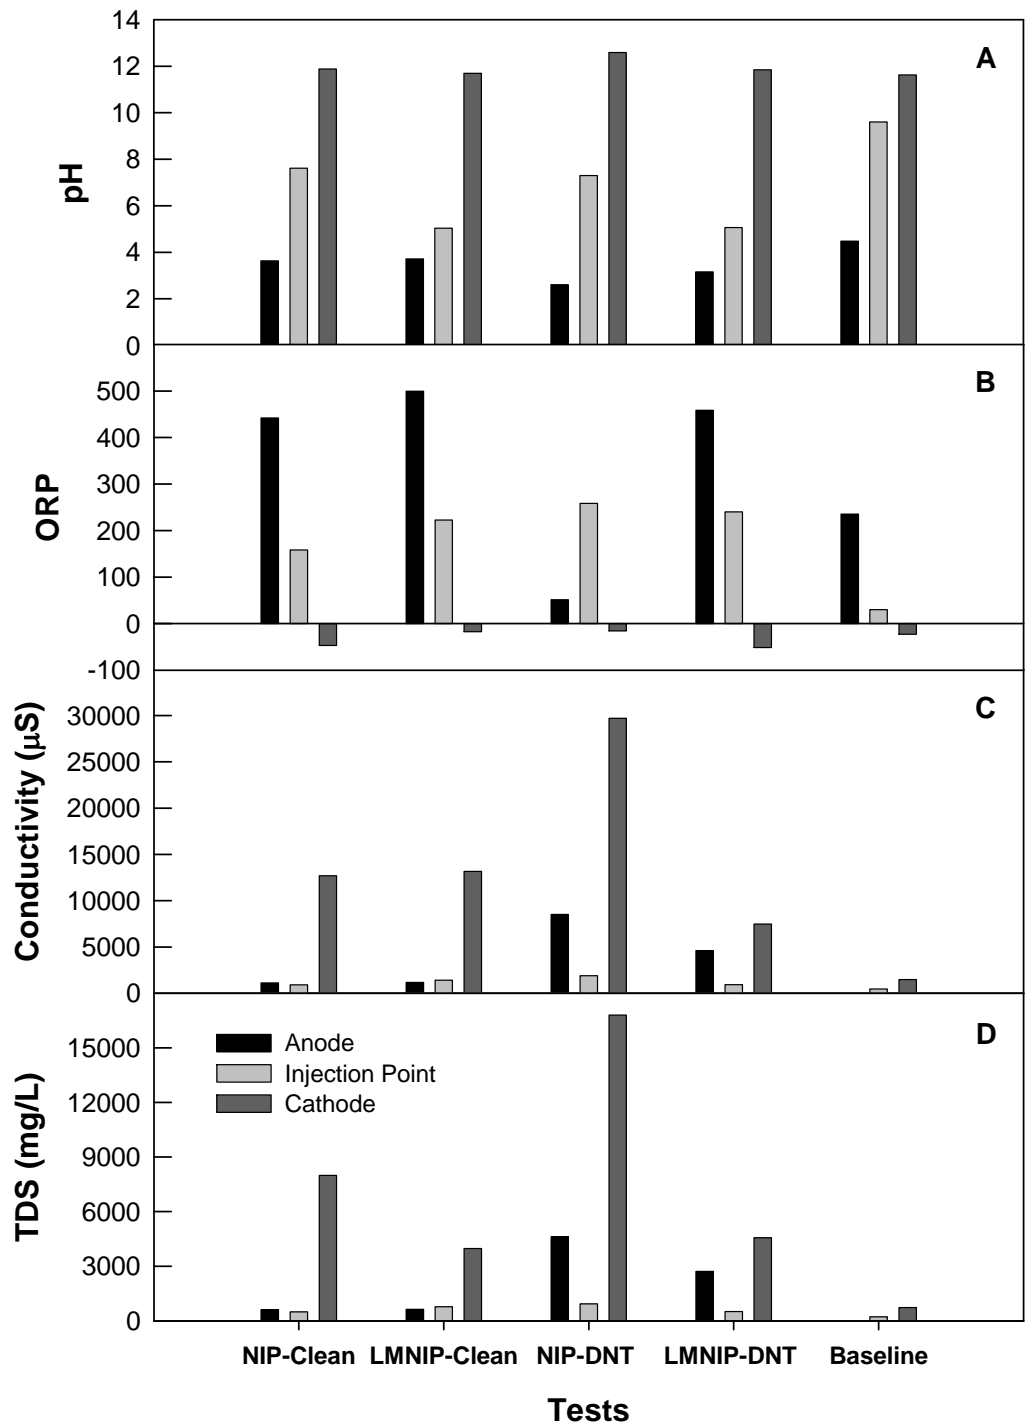 14
12
10
8
6
4
2
0
pH
A
500
400
300
200
100
0
-100
ORP
B
30000
25000
20000
15000
10000
5000
0
Conductivity (μS)
C
15000
12000
9000
6000
3000
0
TDS (mg/L)
D
Anode
Injection Point
Cathode
NIP-Clean LMNIP-Clean NIP-DNT LMNIP-DNT Baseline
Tests